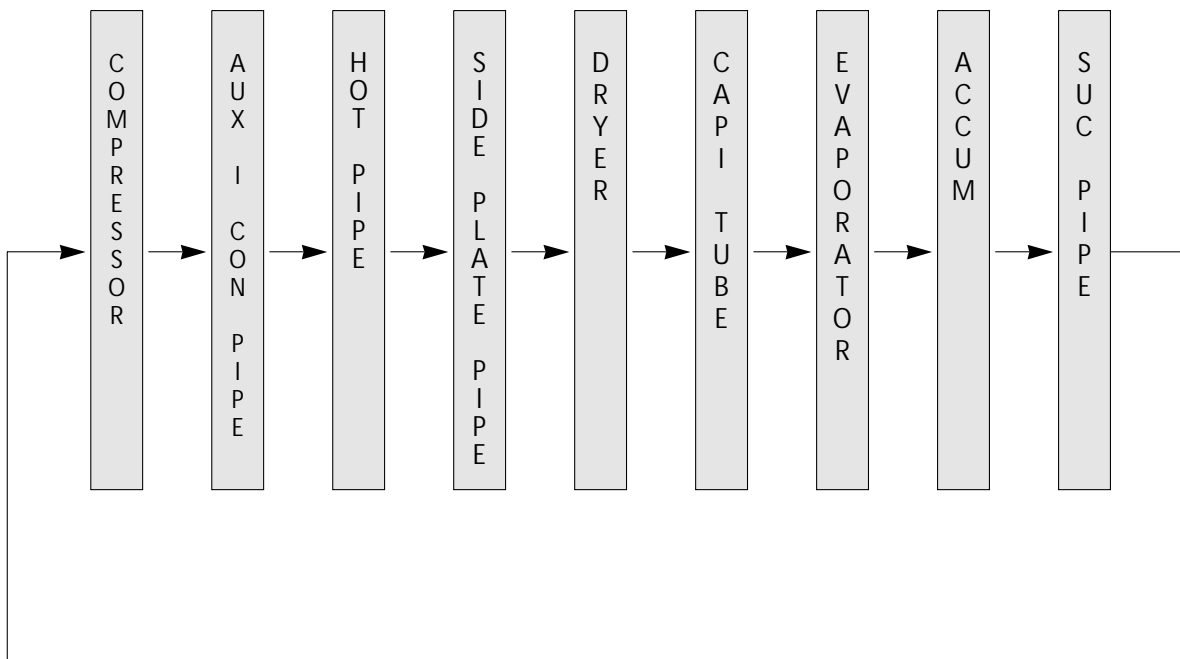 COMPRESSOR
AUX I CON PIPE
HOT PIPE
SIDE PLATE PIPE
DRYER
CAPI TUBE
EVAPORATOR
ACCUM
SUC PIPE